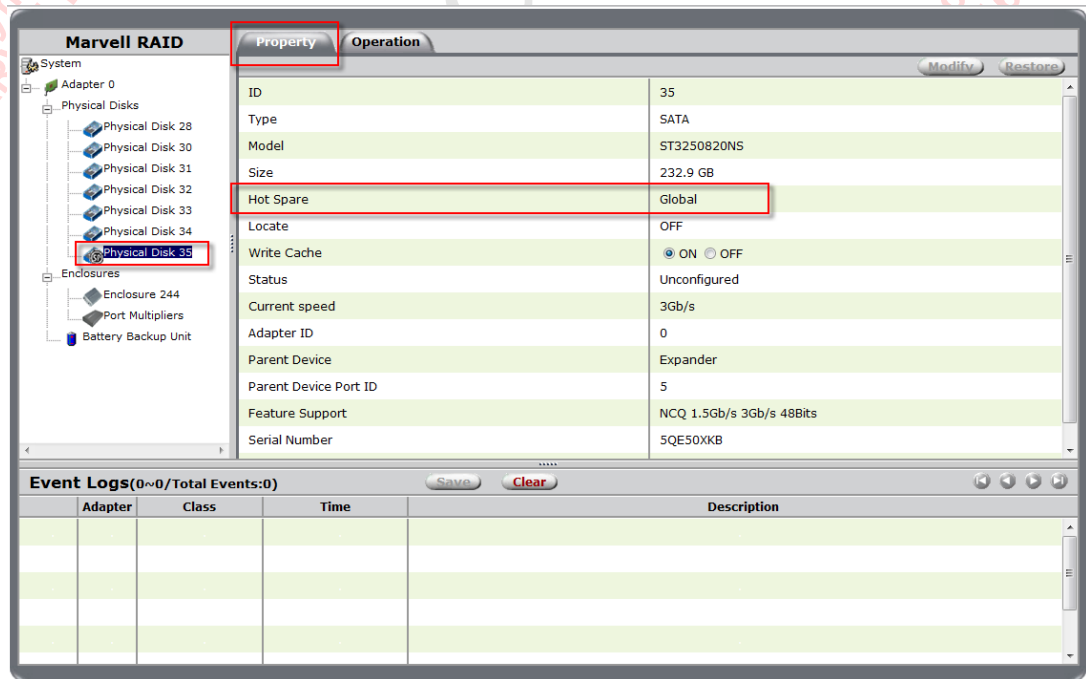 Marvell RAID
Property
Operation
System
Modify
Restore
Adapter 0
Physical Disks
Physical Disk 28
Physical Disk 30
Physical Disk 31
Physical Disk 32
Physical Disk 33
Physical Disk 34
Physical Disk 35
Enclosures
Enclosure 244
Port Multipliers
Battery Backup Unit
ID 35
Type SATA
Model ST3250820NS
Size 232.9 GB
Hot Spare Global
Locate OFF
Write Cache ON OFF
Status Unconfigured
Current speed 3Gb/s
Adapter ID 0
Parent Device Expander
Parent Device Port ID 5
Feature Support NCQ 1.5Gb/s 3Gb/s 48Bits
Serial Number 5QE50XKB
Event Logs(0~0/Total Events:0) Save Clear
Adapter Class Time Description